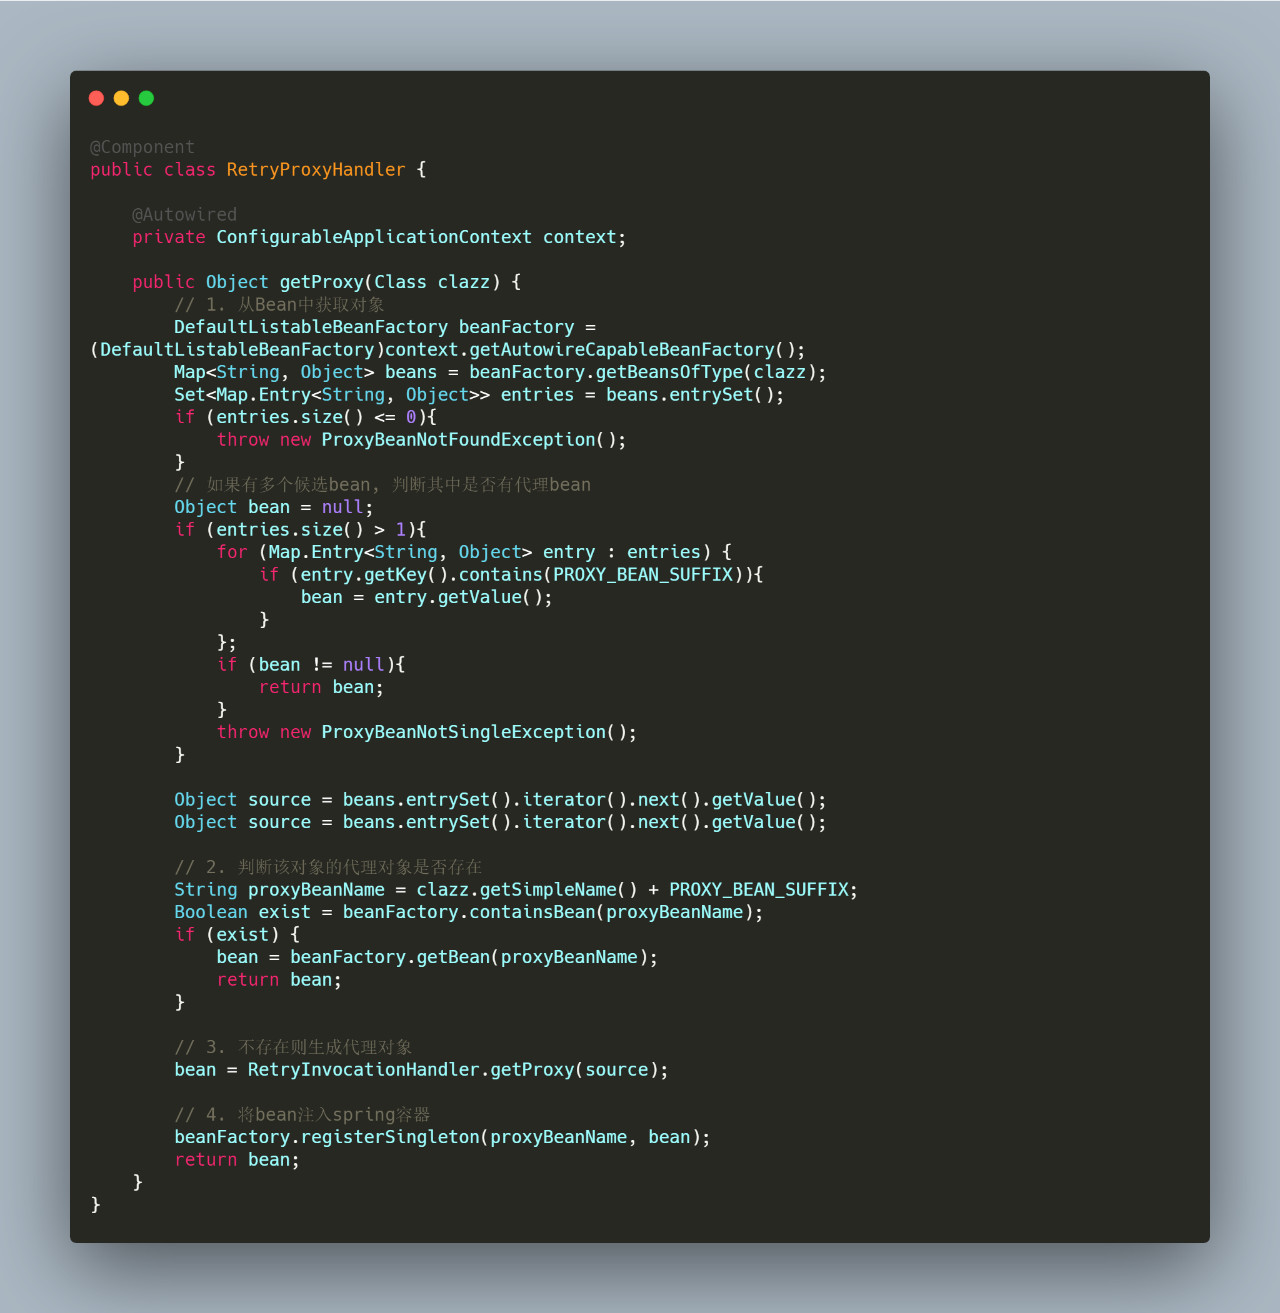 @Component
public class RetryProxyHandler {
    @Autowired
    private ConfigurableApplicationContext context;
    public Object getProxy(Class clazz) {
        // 1. 从Bean中获取对象
        DefaultListableBeanFactory beanFactory =
(DefaultListableBeanFactory)context.getAutowireCapableBeanFactory();
        Map<String, Object> beans = beanFactory.getBeansOfType(clazz);
        Set<Map.Entry<String, Object>> entries = beans.entrySet();
        if (entries.size() <= 0){
            throw new ProxyBeanNotFoundException();
        }
        // 如果有多个候选bean, 判断其中是否有代理bean
        Object bean = null;
        if (entries.size() > 1){
            for (Map.Entry<String, Object> entry : entries) {
                if (entry.getKey().contains(PROXY_BEAN_SUFFIX)){
                    bean = entry.getValue();
                }
            };
            if (bean != null){
                return bean;
            }
            throw new ProxyBeanNotSingleException();
        }
        Object source = beans.entrySet().iterator().next().getValue();
        Object source = beans.entrySet().iterator().next().getValue();
        // 2. 判断该对象的代理对象是否存在
        String proxyBeanName = clazz.getSimpleName() + PROXY_BEAN_SUFFIX;
        Boolean exist = beanFactory.containsBean(proxyBeanName);
        if (exist) {
            bean = beanFactory.getBean(proxyBeanName);
            return bean;
        }
        // 3. 不存在则生成代理对象
        bean = RetryInvocationHandler.getProxy(source);
        // 4. 将bean注入spring容器
        beanFactory.registerSingleton(proxyBeanName, bean);
        return bean;
    }
}